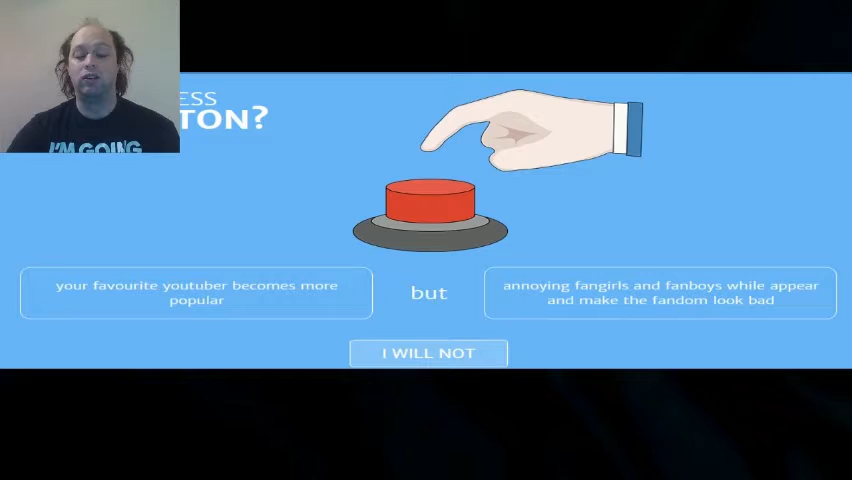 ESS
TON?
I'M GOING
your favourite youtuber becomes more
popular
but
annoying fangirls and fanboys while appear
and make the fandom look bad
I WILL NOT